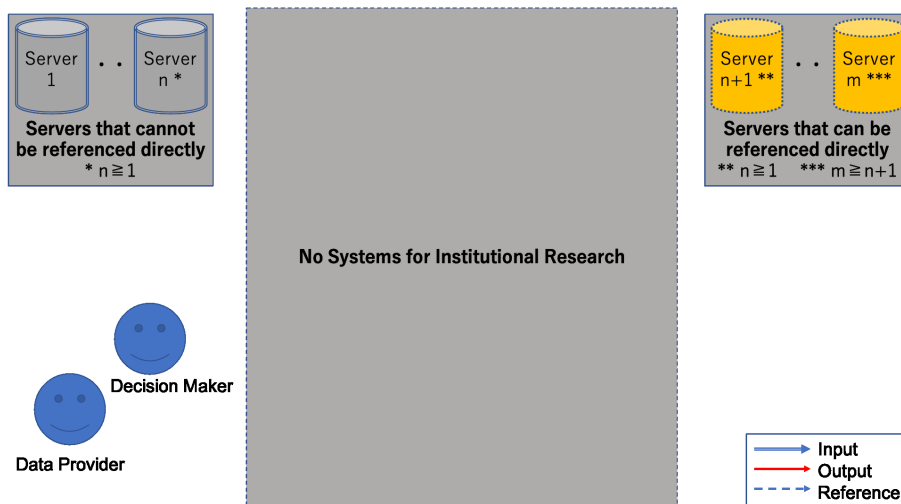 Server
1
・・
Server
n *
Servers that cannot
be referenced directly
* n≧1
Server
n+1 **
・・
Server
m ***
Servers that can be
referenced directly
** n≧1 *** m≧n+1
No Systems for Institutional Research
Decision Maker
Data Provider
Input
Output
Reference